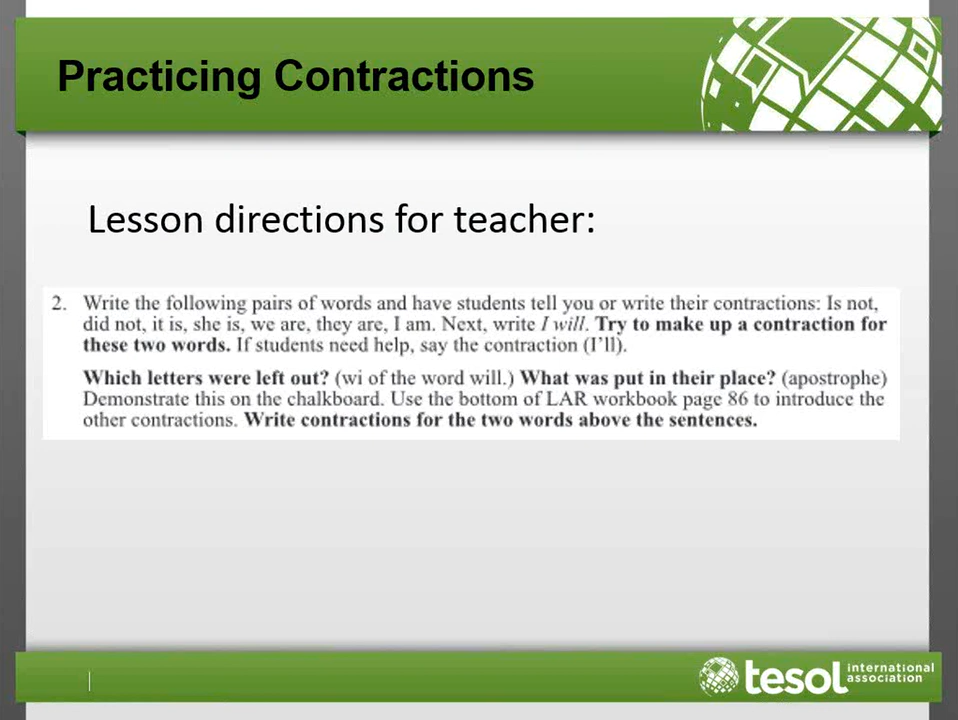 Practicing Contractions
Lesson directions for teacher:
2. Write the following pairs of words and have students tell you or write their contractions: Is not,
did not, it is, she is, we are, they are, I am. Next, write I will. Try to make up a contraction for
these two words. If students need help, say the contraction (I'll).
Which letters were left out? (wi of the word will.) What was put in their place? (apostrophe)
Demonstrate this on the chalkboard. Use the bottom of LAR workbook page 86 to introduce the
other contractions. Write contractions for the two words above the sentences.
tesol international
association